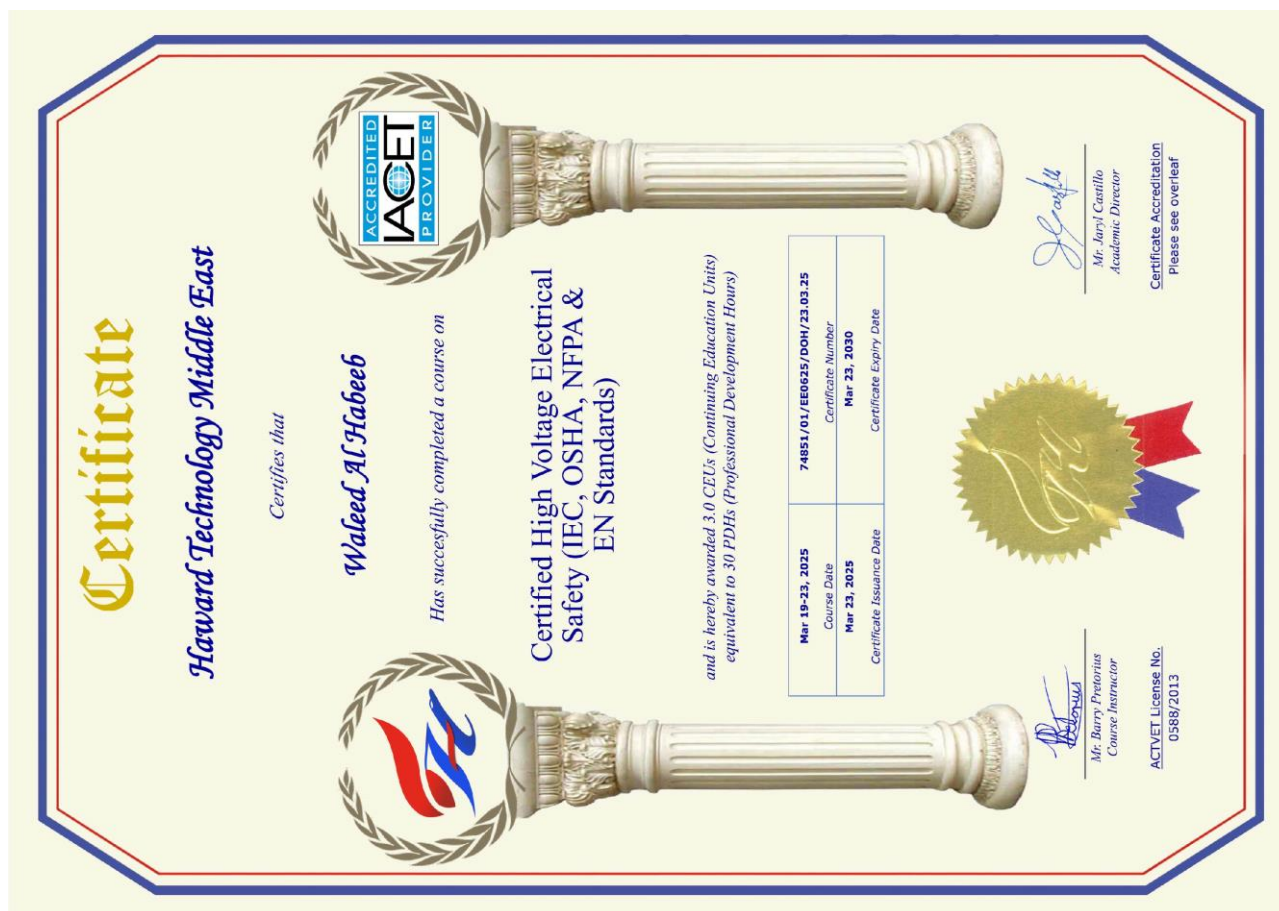 Certificate
Haward Technology Middle East
Certifies that
Waleed Al Habeeb
Has succesfully completed a course on
Certified High Voltage Electrical
Safety (IEC, OSHA, NFPA &
EN Standards)
and is hereby awarded 3.0 CEUs (Continuing Education Units)
equivalent to 30 PDHs (Professional Development Hours)
Mar 19-23, 2025
Course Date
74851/01/EE0625/DOH/23.03.25
Certificate Number
Mar 23, 2025
Certificate Issuance Date
Mar 23, 2030
Certificate Expiry Date
ACCREDITED
IACET
PROVIDER
Mr. Barry Pretorius
Course Instructor
ACTVET License No.
0588/2013
Mr. Jaryl Castillo
Academic Director
Certificate Accreditation
Please see overleaf